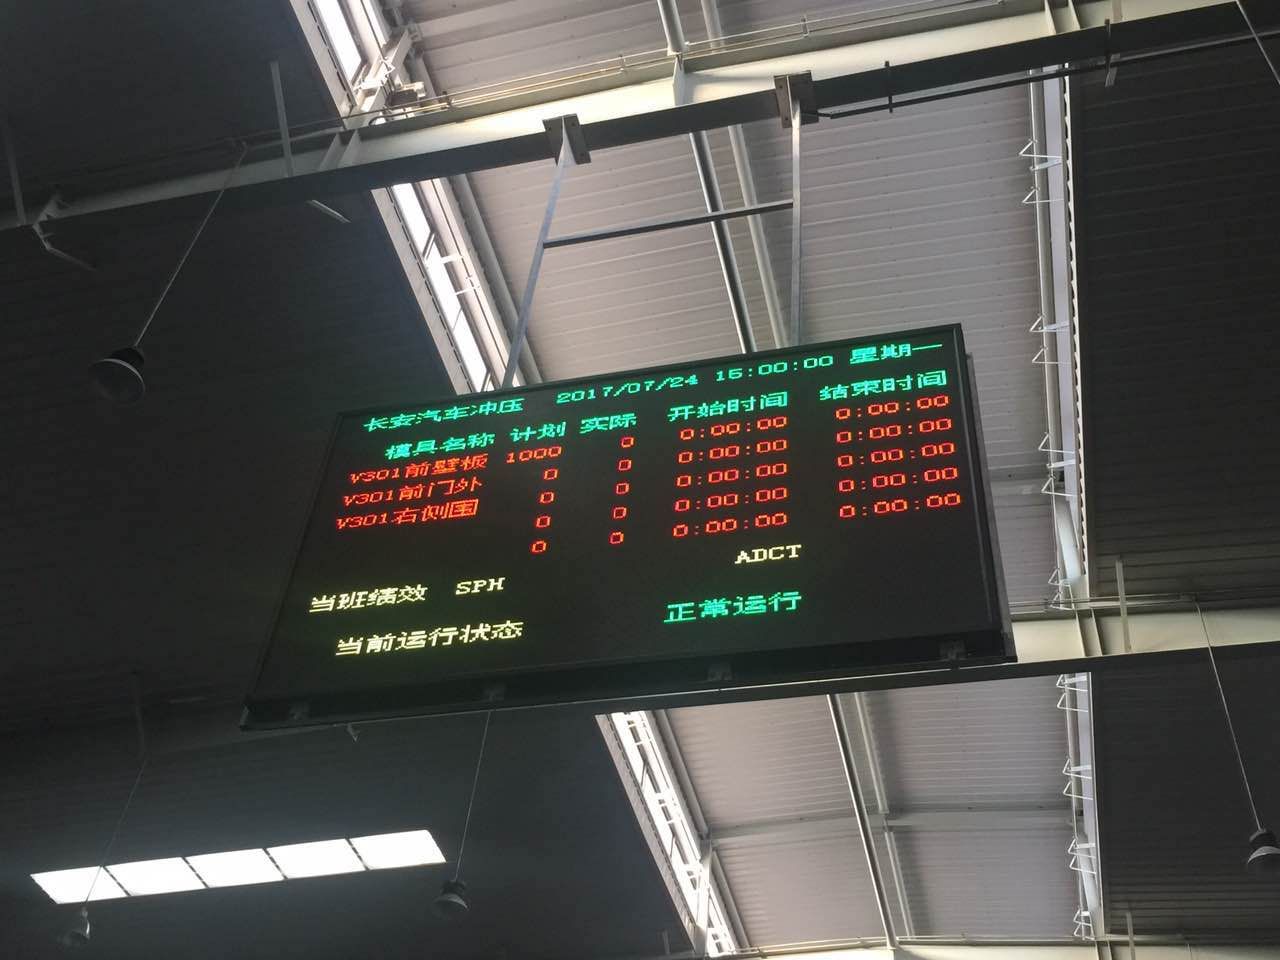 长安汽车冲压 2017/07/24 15:00:00 星期一
模具名称 计划 实际 开始时间 结束时间
V301前壁板 1000 0 0:00:00 0:00:00
V301前门外 0 0 0:00:00 0:00:00
V301右侧围 0 0 0:00:00 0:00:00
0 0 0:00:00 0:00:00
0 0 0:00:00 0:00:00
当班绩效 SPH ADCT
当前运行状态 正常运行